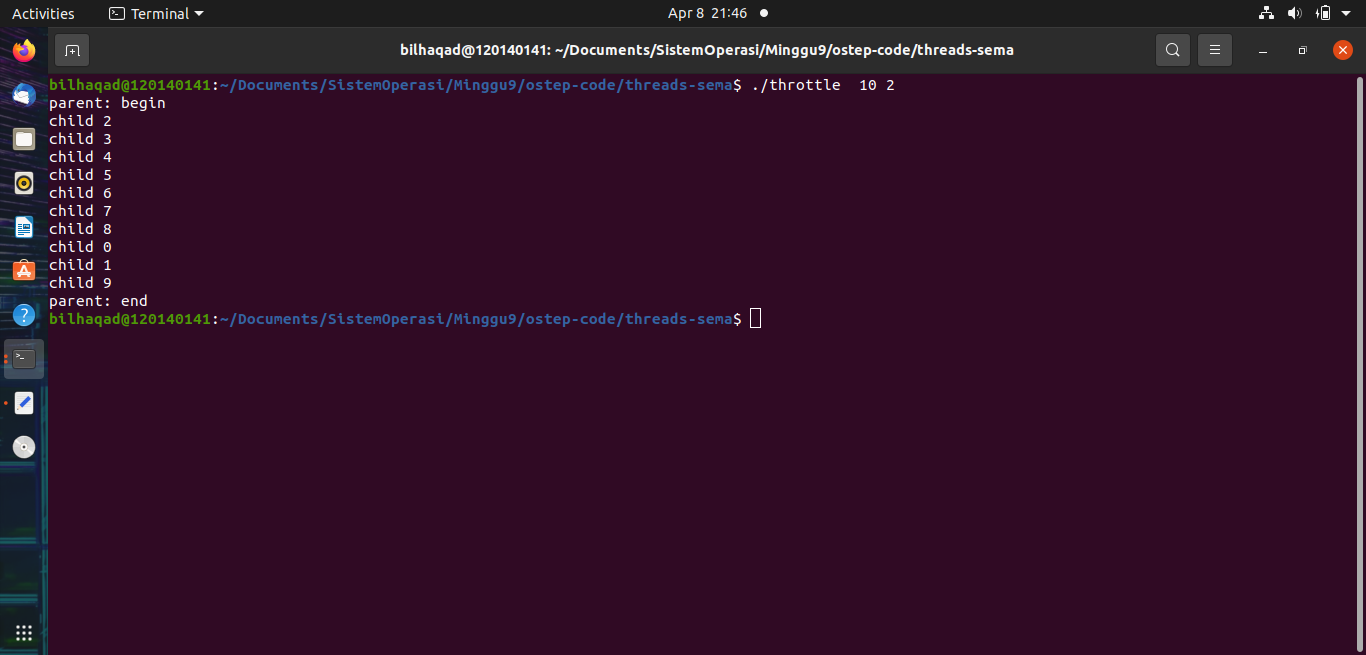 Activities Terminal Apr 8 21:46
bilhaqad@120140141: ~/Documents/SistemOperasi/Minggu9/ostep-code/threads-sema
bilhaqad@120140141:~/Documents/SistemOperasi/Minggu9/ostep-code/threads-sema$ ./throttle  10 2
parent: begin
child 2
child 3
child 4
child 5
child 6
child 7
child 8
child 0
child 1
child 9
parent: end
bilhaqad@120140141:~/Documents/SistemOperasi/Minggu9/ostep-code/threads-sema$